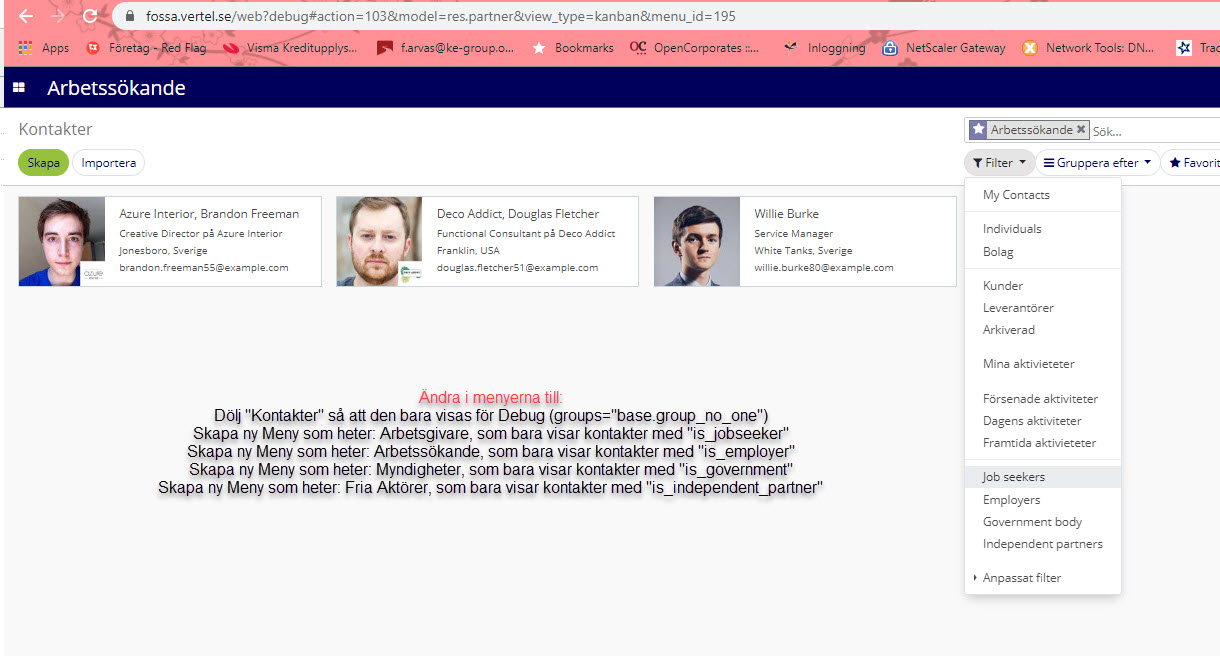 fossa.vertel.se/web?debug#action=103&model=res.partner&view_type=kanban&menu_id=195
Apps Företag - Red Flag Visma Kreditupplys... f.arvas@ke-group.o... Bookmarks OpenCorporates ::... Inloggning NetScaler Gateway Network Tools: DN... Trac
Arbetssökande
Kontakter
Arbetssökande Sök...
Skapa Importera
Filter Gruppera efter Favorit
Azure Interior, Brandon Freeman
Creative Director på Azure Interior
Jonesboro, Sverige
brandon.freeman55@example.com
azure
Deco Addict, Douglas Fletcher
Functional Consultant på Deco Addict
Franklin, USA
douglas.fletcher51@example.com
Willie Burke
Service Manager
White Tanks, Sverige
willie.burke80@example.com
My Contacts
Individuals
Bolag
Kunder
Leverantörer
Arkiverad
Mina aktivieteter
Försenade aktiviteter
Dagens aktiviteter
Framtida aktivieteter
Job seekers
Employers
Government body
Independent partners
Anpassat filter
Ändra i menyerna till:
Dölj "Kontakter" så att den bara visas för Debug (groups="base.group_no_one")
Skapa ny Meny som heter: Arbetsgivare, som bara visar kontakter med "is_jobseeker"
Skapa ny Meny som heter: Arbetssökande, som bara visar kontakter med "is_employer"
Skapa ny Meny som heter: Myndigheter, som bara visar kontakter med "is_government"
Skapa ny Meny som heter: Fria Aktörer, som bara visar kontakter med "is_independent_partner"